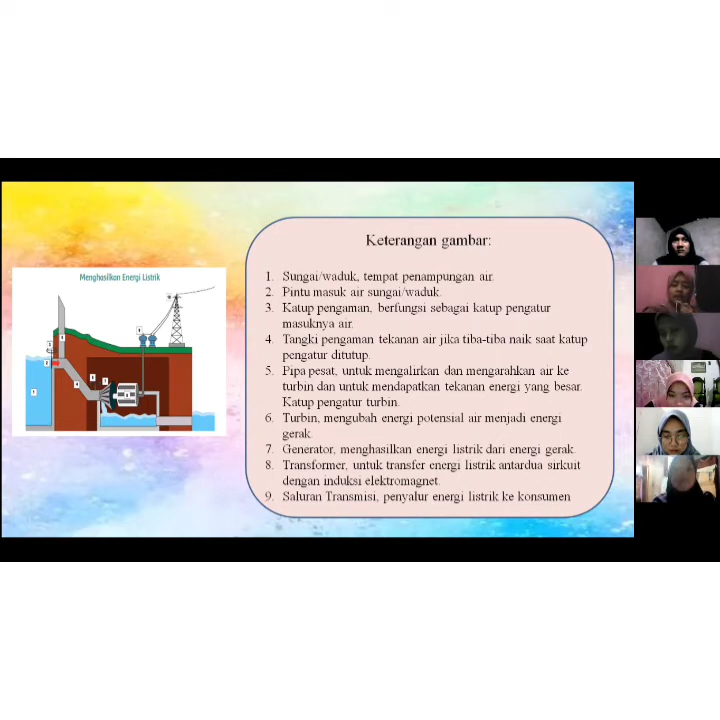 Menghasilkan Energi Listrik
Keterangan gambar:
1. Sungai/waduk, tempat penampungan air.
2. Pintu masuk air sungai/waduk.
3. Katup pengaman, berfungsi sebagai katup pengatur
masuknya air.
4. Tangki pengaman tekanan air jika tiba-tiba naik saat katup
pengatur ditutup.
5. Pipa pesat, untuk mengalirkan dan mengarahkan air ke
turbin dan untuk mendapatkan tekanan energi yang besar.
Katup pengatur turbin.
6. Turbin, mengubah energi potensial air menjadi energi
gerak.
7. Generator, menghasilkan energi listrik dari energi gerak.
8. Transformer, untuk transfer energi listrik antardua sirkuit
dengan induksi elektromagnet.
9. Saluran Transmisi, penyalur energi listrik ke konsumen